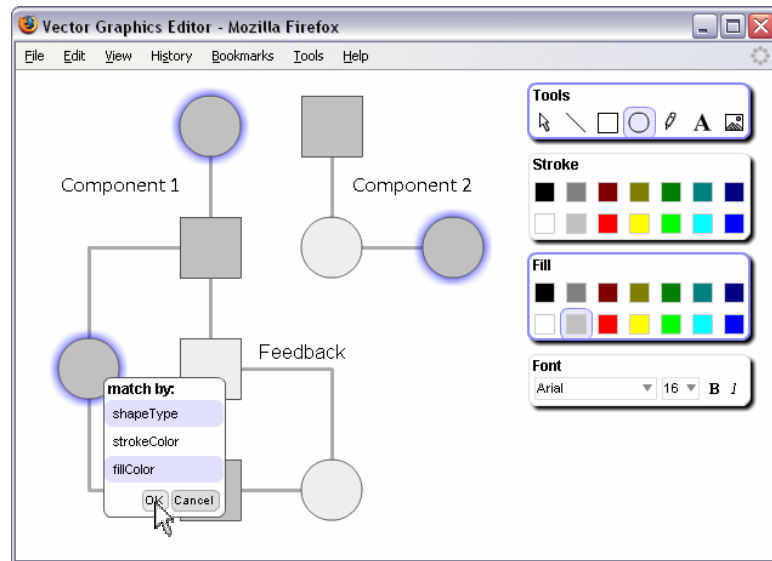 Vector Graphics Editor - Mozilla Firefox
File Edit View History Bookmarks Tools Help
Tools
A
Stroke
Component 1
Component 2
Fill
Feedback
Font
Arial 16 B I
match by:
shapeType
strokeColor
fillColor
OK Cancel